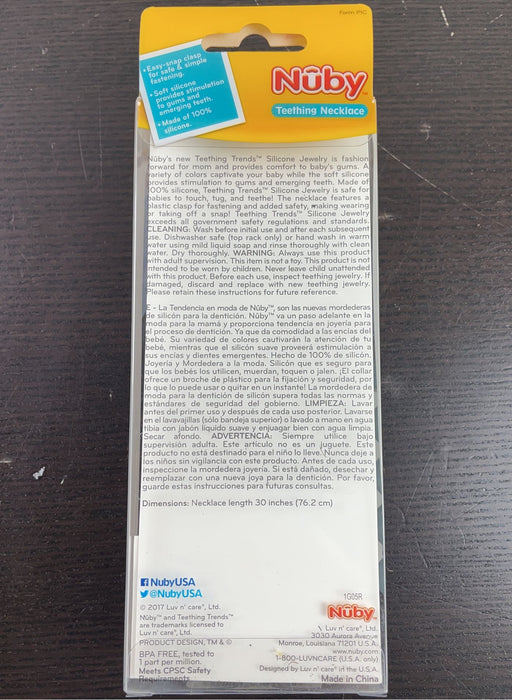 Form PIC
• Easy-snap clasp
for safe & simple
fastening.
• Soft silicone
provides stimulation
to gums and
emerging teeth.
• Made of 100%
silicone.
Nûby™
Teething Necklace
Nûby's new Teething Trends™ Silicone Jewelry is fashion
forward for mom and provides comfort to baby's gums. A
variety of colors captivate your baby while the soft silicone
provides stimulation to gums and emerging teeth. Made of
100% silicone, Teething Trends™ Silicone Jewelry is safe for
babies to touch, tug, and teethe! The necklace features a
plastic clasp for fastening and added safety, making wearing
or taking off a snap! Teething Trends™ Silicone Jewelry
exceeds all government safety regulations and standards.
CLEANING: Wash before initial use and after each subsequent
use. Dishwasher safe (top rack only) or hand wash in warm
water using mild liquid soap and rinse thoroughly with clean
water. Dry thoroughly. WARNING: Always use this product
with adult supervision. This item is not a toy. This product is not
intended to be worn by children. Never leave child unattended
with this product. Before each use, inspect teething jewelry. If
damaged, discard and replace with new teething jewelry.
Please retain these instructions for future reference.
E - La Tendencia en moda de Nûby™, son las nuevas mordederas
de silicón para la dentición. Nûby™ va un paso adelante en la
moda para la mamá y proporciona tendencia en joyería para
el proceso de dentición. Ya que da comodidad a las encías del
bebé. Su variedad de colores cautivarán la atención de tu
bebé, mientras que el silicón suave proveerá estimulación a
sus encías y dientes emergentes. Hecho de 100% de silicón.
Joyería y Mordedera a la moda. Silicón que es seguro para
que los bebés los utilicen, muerdan, toquen o jalen. ¡El collar
ofrece un broche de plástico para la fijación y seguridad, por
lo que lo puede usar o quitar en un instante! La mordedera de
moda para la dentición de silicón supera todas las normas y
estándares de seguridad del gobierno. LIMPIEZA: Lavar
antes del primer uso y después de cada uso posterior. Lavarse
en el lavavajillas (sólo bandeja superior) o lavado a mano en agua
tibia con jabón líquido suave y enjuagar bien con agua limpia.
Secar afondo. ADVERTENCIA: Siempre utilice bajo
supervisión adulta. Este artículo no es un juguete. Este
producto no está destinado para el niño lo lleve. Nunca deje a
los niños sin vigilancia con este producto. Antes de cada uso,
inspeccione la mordedera joyería. Si está dañado, desechar y
reemplazar con una nueva joya para la dentición. Por favor,
guarde estas instrucciones para futuras consultas.
Dimensions: Necklace length 30 inches (76.2 cm)
NubyUSA
@NubyUSA
© 2017 Luv n' care®, Ltd.
Nûby™ and Teething Trends™
are trademarks licensed to
Luv n' care®, Ltd.
PRODUCT DESIGN, TM &©
BPA FREE, tested to
1 part per million.
Meets CPSC Safety
Requirements
1G05R
Nûby™
\ Luv n' care®, Ltd.
3030 Aurora Avenue
Monroe, Louisiana 71201 U.S.A.
www.nuby.com
1-800-LUVNCARE (U.S.A. only)
Designed by Luv n' care® in the U.S.A.
Made in China